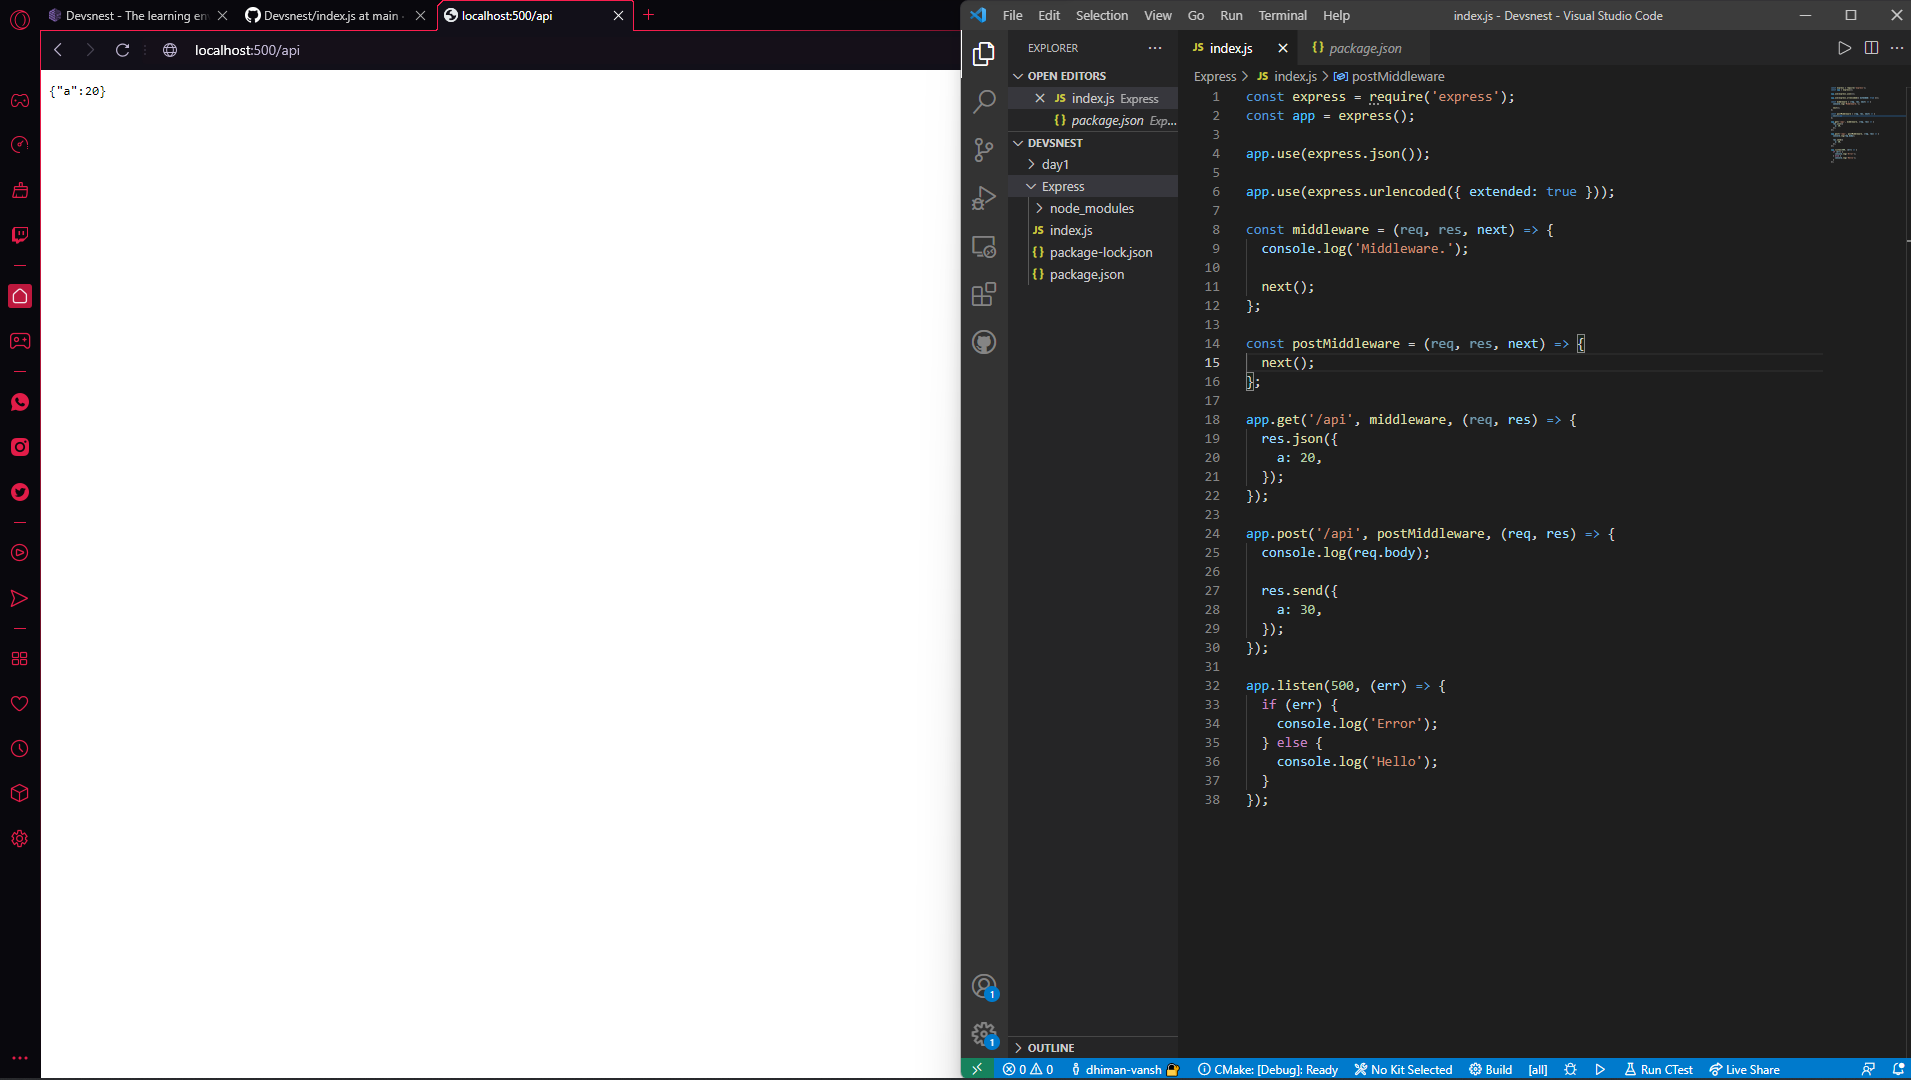 Devsnest - The learning en
Devsnest/index.js at main
localhost:500/api
localhost:500/api
{"a":20}
File Edit Selection View Go Run Terminal Help
index.js - Devsnest - Visual Studio Code
EXPLORER
OPEN EDITORS
JS index.js Express
{} package.json Exp...
DEVSNEST
day1
Express
node_modules
JS index.js
{} package-lock.json
{} package.json
OUTLINE
JS index.js
{} package.json
Express > JS index.js > postMiddleware
1 const express = require('express');
2 const app = express();
3
4 app.use(express.json());
5
6 app.use(express.urlencoded({ extended: true }));
7
8 const middleware = (req, res, next) => {
9 console.log('Middleware.');
10
11 next();
12 };
13
14 const postMiddleware = (req, res, next) => {
15 next();
16 };
17
18 app.get('/api', middleware, (req, res) => {
19 res.json({
20 a: 20,
21 });
22 });
23
24 app.post('/api', postMiddleware, (req, res) => {
25 console.log(req.body);
26
27 res.send({
28 a: 30,
29 });
30 });
31
32 app.listen(500, (err) => {
33 if (err) {
34 console.log('Error');
35 } else {
36 console.log('Hello');
37 }
38 });
1
1
0 0 dhiman-vansh CMake: [Debug]: Ready No Kit Selected Build [all] Run CTest Live Share